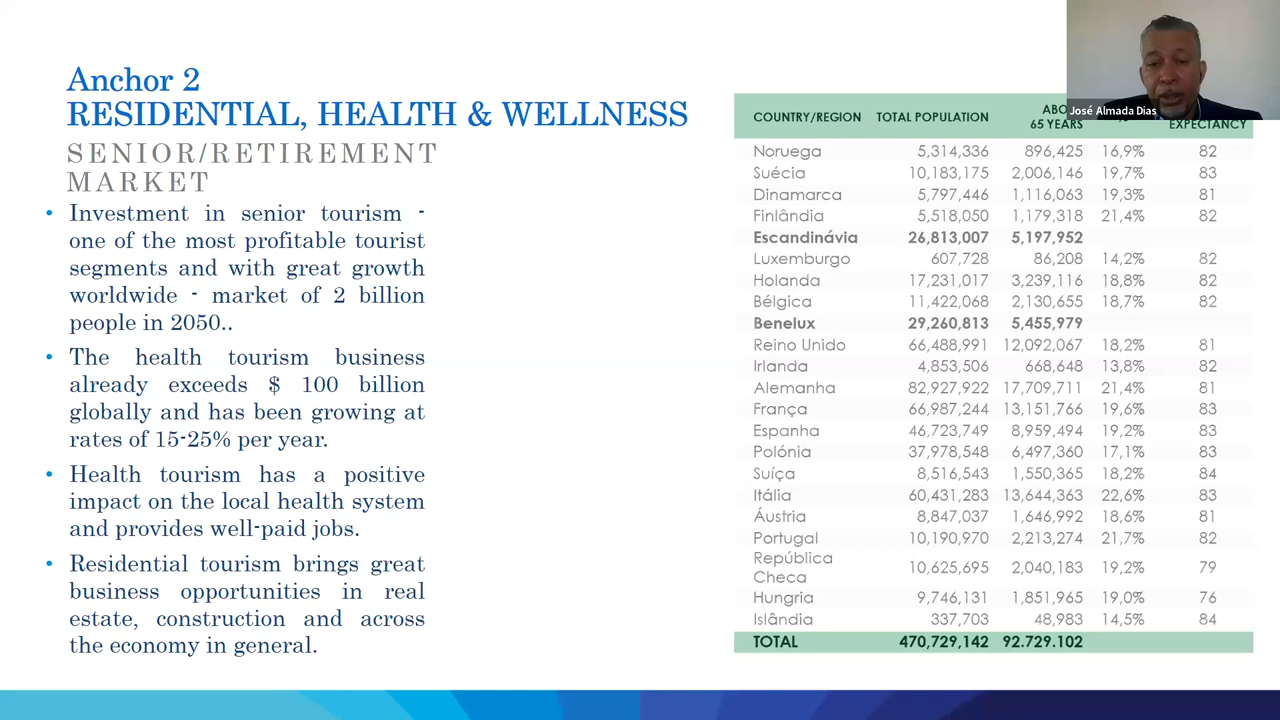 Anchor 2
RESIDENTIAL, HEALTH & WELLNESS
SENIOR/RETIREMENT
MARKET
• Investment in senior tourism -
one of the most profitable tourist
segments and with great growth
worldwide - market of 2 billion
people in 2050..
• The health tourism business
already exceeds $ 100 billion
globally and has been growing at
rates of 15-25% per year.
• Health tourism has a positive
impact on the local health system
and provides well-paid jobs.
• Residential tourism brings great
business opportunities in real
estate, construction and across
the economy in general.
José Almada Dias
COUNTRY/REGION TOTAL POPULATION 65 YEARS EXPECTANCY
Noruega 5,314,336 896,425 16,9% 82
Suécia 10,183,175 2,006,146 19,7% 83
Dinamarca 5,797,446 1,116,063 19,3% 81
Finlândia 5,518,050 1,179,318 21,4% 82
Escandinávia 26,813,007 5,197,952
Luxemburgo 607,728 86,208 14,2% 82
Holanda 17,231,017 3,239,116 18,8% 82
Bélgica 11,422,068 2,130,655 18,7% 82
Benelux 29,260,813 5,455,979
Reino Unido 66,488,991 12,092,067 18,2% 81
Irlanda 4,853,506 668,648 13,8% 82
Alemanha 82,927,922 17,709,711 21,4% 81
França 66,987,244 13,151,766 19,6% 83
Espanha 46,723,749 8,959,494 19,2% 83
Polónia 37,978,548 6,497,360 17,1% 83
Suíça 8,516,543 1,550,365 18,2% 84
Itália 60,431,283 13,644,363 22,6% 83
Áustria 8,847,037 1,646,992 18,6% 81
Portugal 10,190,970 2,213,274 21,7% 82
República
Checa 10,625,695 2,040,183 19,2% 79
Hungria 9,746,131 1,851,965 19,0% 76
Islândia 337,703 48,983 14,5% 84
TOTAL 470,729,142 92.729.102